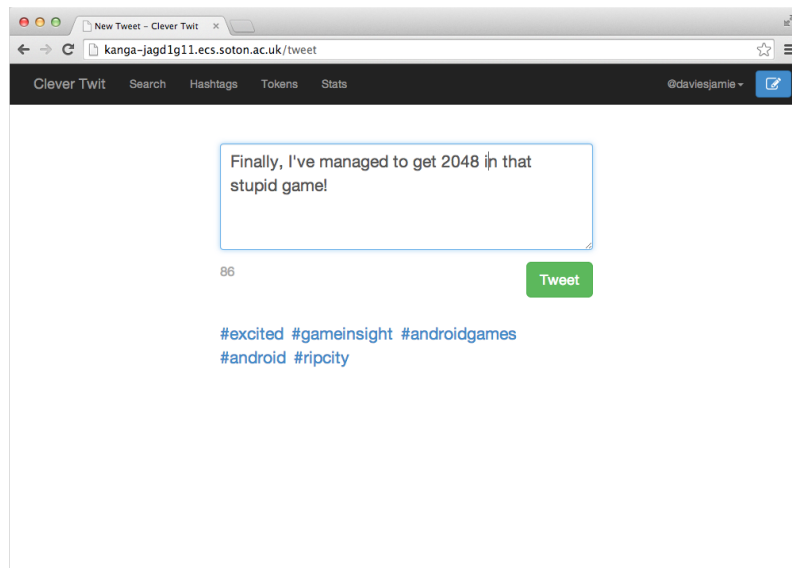 New Tweet - Clever Twit
kanga-jagd1g11.ecs.soton.ac.uk/tweet
Clever Twit Search Hashtags Tokens Stats @daviesjamie
Finally, I've managed to get 2048 in that
stupid game!
86
Tweet
#excited #gameinsight #androidgames
#android #ripcity